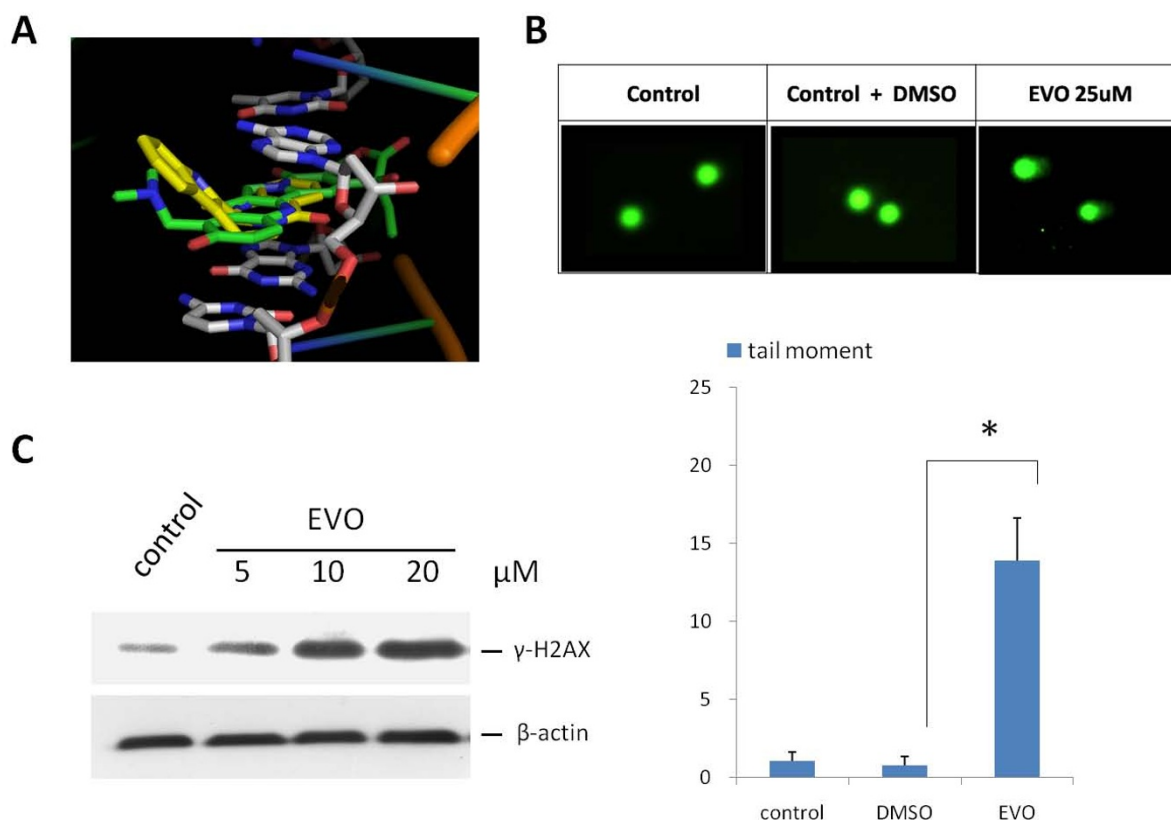 A
B
Control
Control + DMSO
EVO 25uM
tail moment
25
20
15
10
5
0
*
control
DMSO
EVO
C
control
EVO
5 10 20 μM
γ-H2AX
β-actin